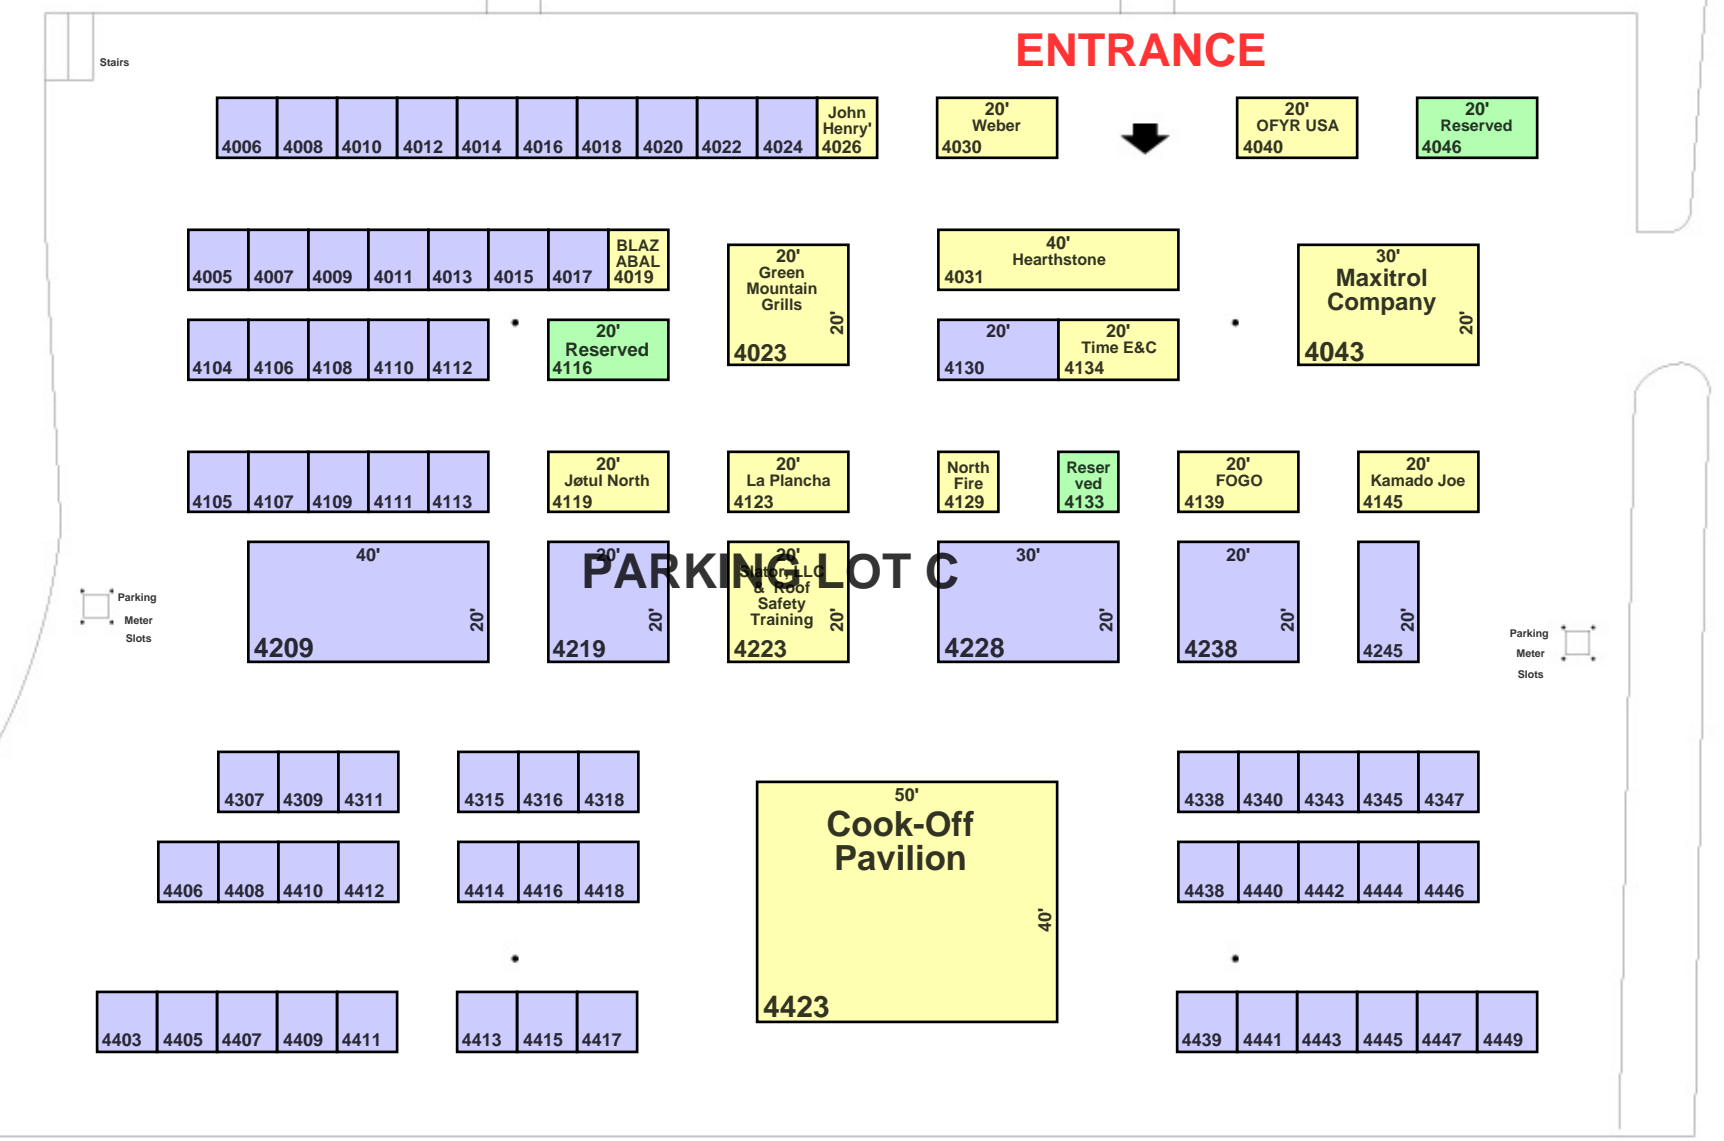 ENTRANCE
Stairs
4006 4008 4010 4012 4014 4016 4018 4020 4022 4024
John
Henry'
4026
20'
Weber
4030
20'
OFYR USA
4040
20'
Reserved
4046
4005 4007 4009 4011 4013 4015 4017
BLAZ
ABAL
4019
20'
Green
Mountain
Grills
20'
4023
40'
Hearthstone
4031
30'
Maxitrol
Company
20'
4043
4104 4106 4108 4110 4112
20'
Reserved
4116
20'
4130
20'
Time E&C
4134
4105 4107 4109 4111 4113
20'
Jøtul North
4119
20'
La Plancha
4123
North
Fire
4129
Reser
ved
4133
20'
FOGO
4139
20'
Kamado Joe
4145
PARKING LOT C
40'
20'
4209
20'
20'
4219
20'
Slator, LLC
& Roof
Safety
Training
20'
4223
30'
20'
4228
20'
20'
4238
20'
4245
Parking
Meter
Slots
Parking
Meter
Slots
4307 4309 4311
4315 4316 4318
4338 4340 4343 4345 4347
50'
Cook-Off
Pavilion
40'
4423
4406 4408 4410 4412
4414 4416 4418
4438 4440 4442 4444 4446
4403 4405 4407 4409 4411
4413 4415 4417
4439 4441 4443 4445 4447 4449